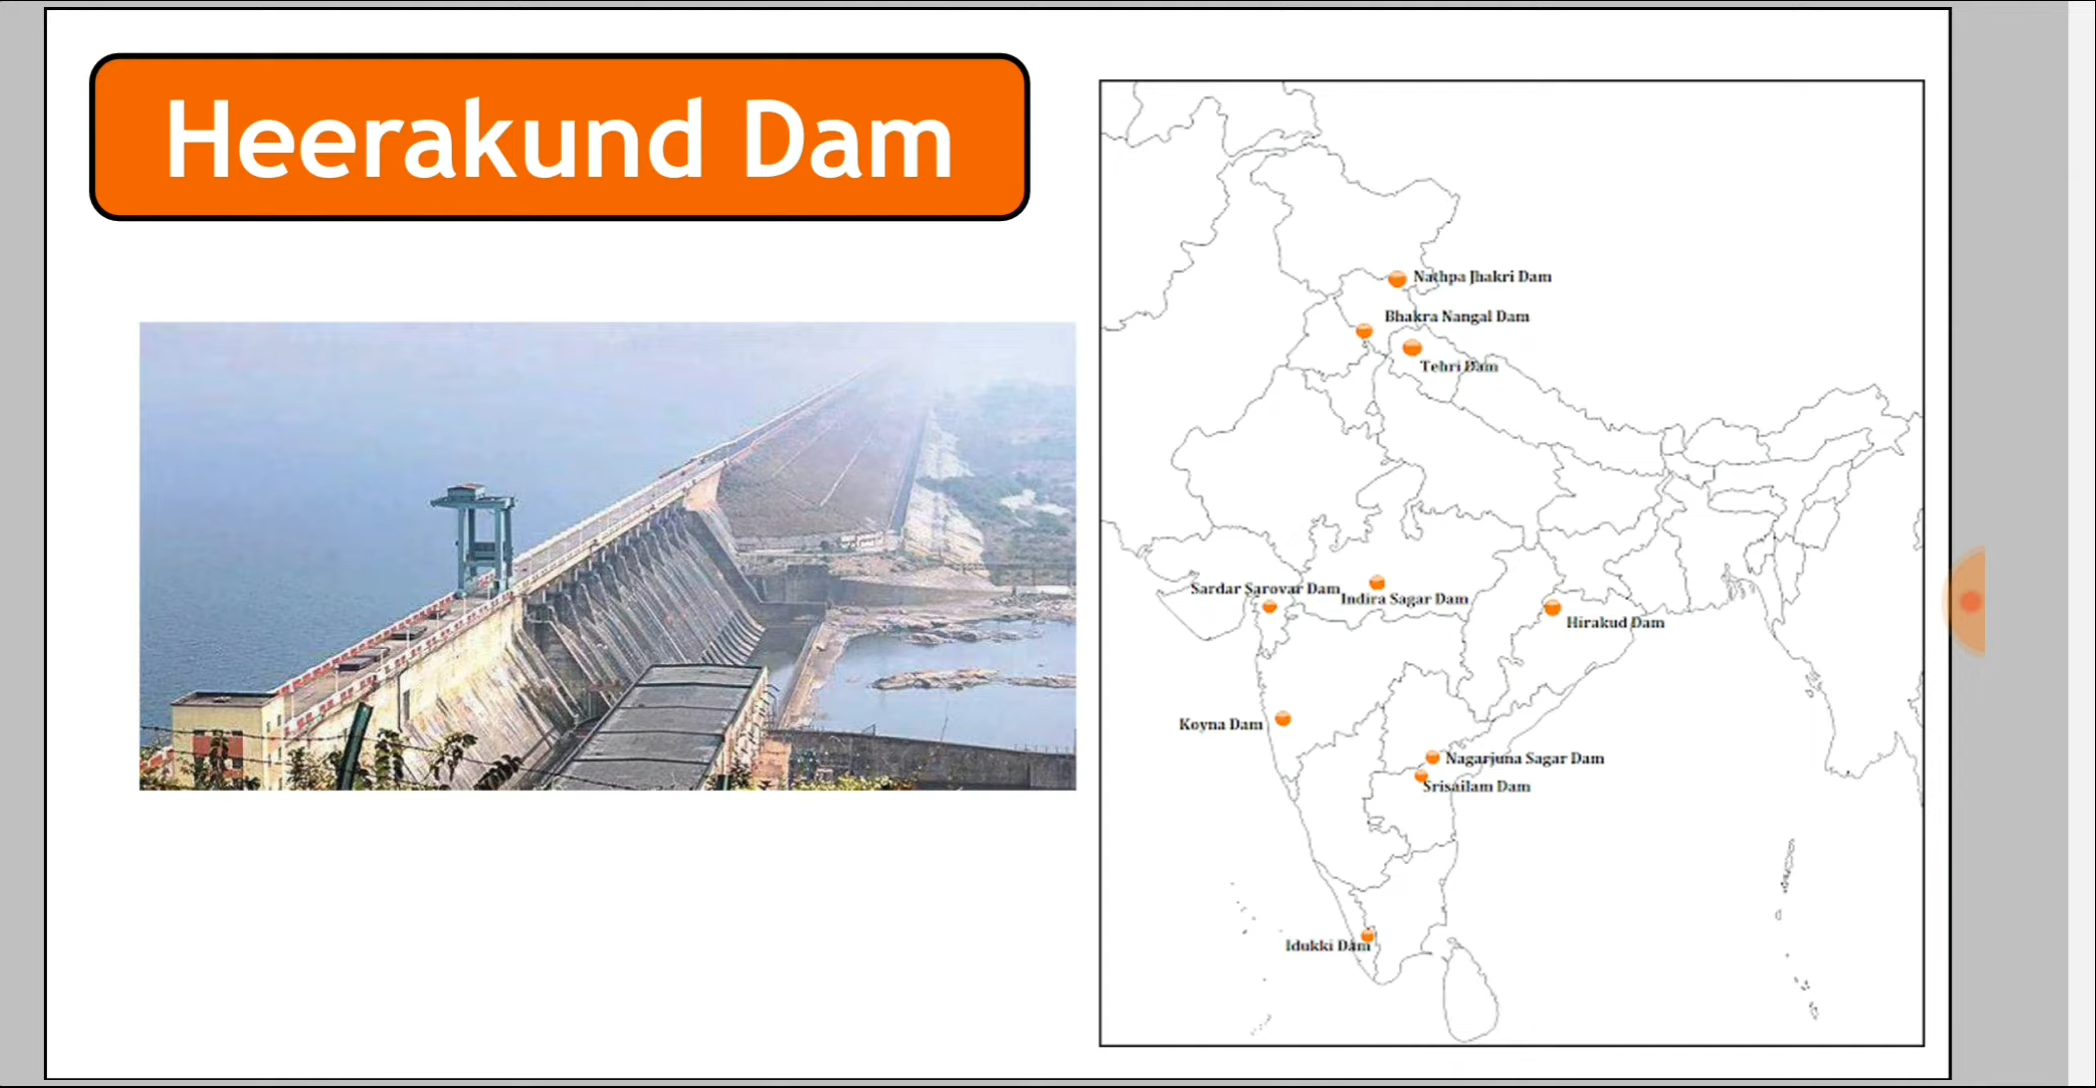 Heerakund Dam
Nathpa Jhakri Dam
Bhakra Nangal Dam
Tehri Dam
Sardar Sarovar Dam
Indira Sagar Dam
Hirakud Dam
Koyna Dam
Nagarjuna Sagar Dam
Srisailam Dam
Idukki Dam